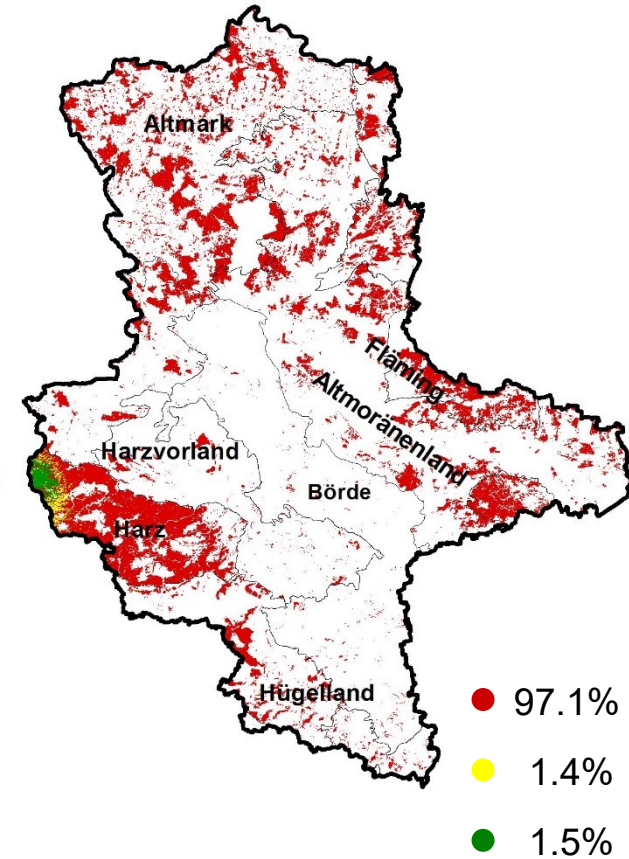 Altmark
Fläming
Altmoränenland
Harzvorland
Börde
Harz
Hügelland
97.1%
1.4%
1.5%